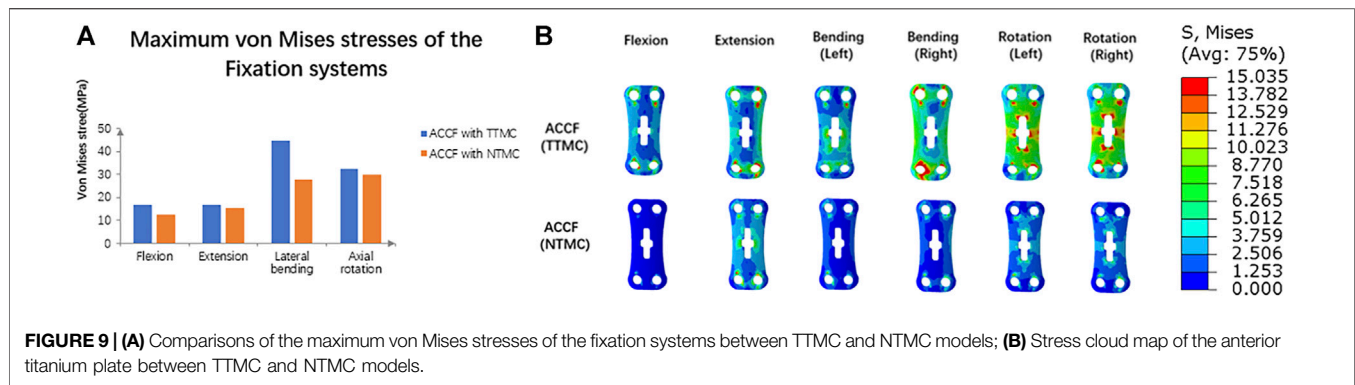 A
Maximum von Mises stresses of the
Fixation systems
Von Mises stree(MPa)
50
40
30
20
10
0
Flexion
Extension
Lateral
bending
Axial
rotation
ACCF with TTMC
ACCF with NTMC
B
Flexion
Extension
Bending
(Left)
Bending
(Right)
Rotation
(Left)
Rotation
(Right)
ACCF
(TTMC)
ACCF
(NTMC)
S, Mises
(Avg: 75%)
15.035
13.782
12.529
11.276
10.023
8.770
7.518
6.265
5.012
3.759
2.506
1.253
0.000
FIGURE 9 | (A) Comparisons of the maximum von Mises stresses of the fixation systems between TTMC and NTMC models; (B) Stress cloud map of the anterior
titanium plate between TTMC and NTMC models.